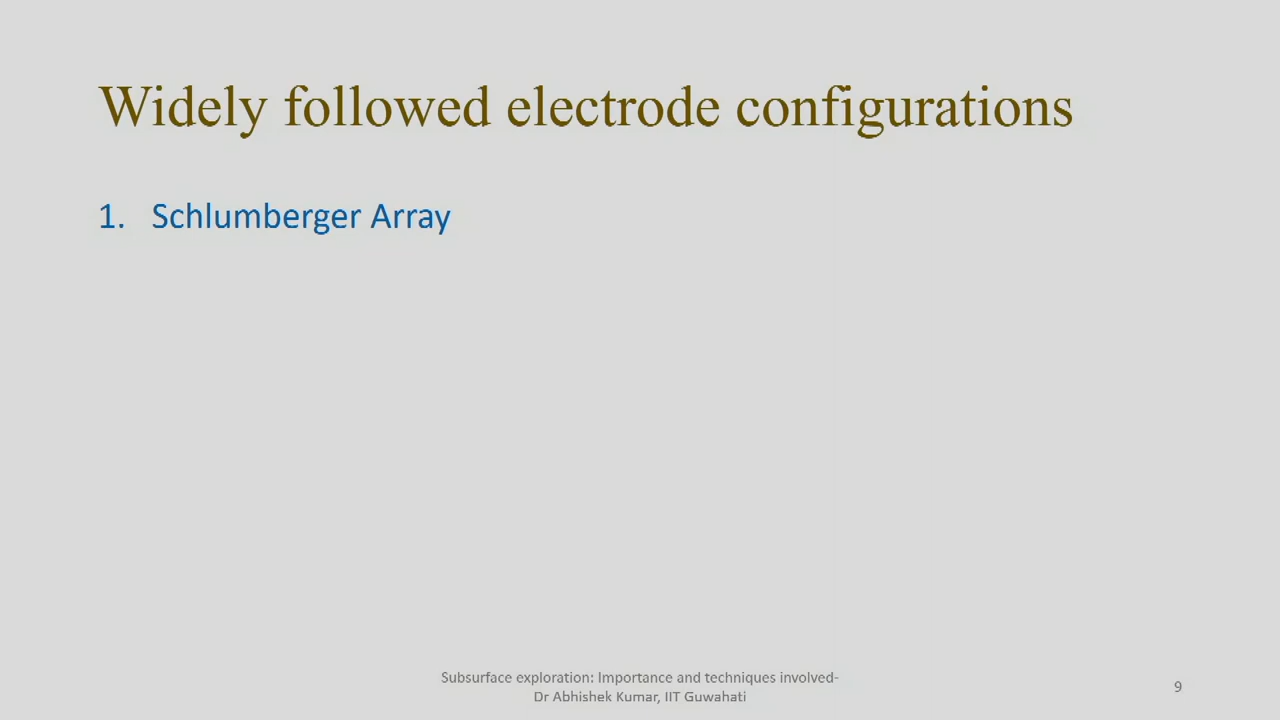 Widely followed electrode configurations
1. Schlumberger Array
Subsurface exploration: Importance and techniques involved-
Dr Abhishek Kumar, IIT Guwahati
9